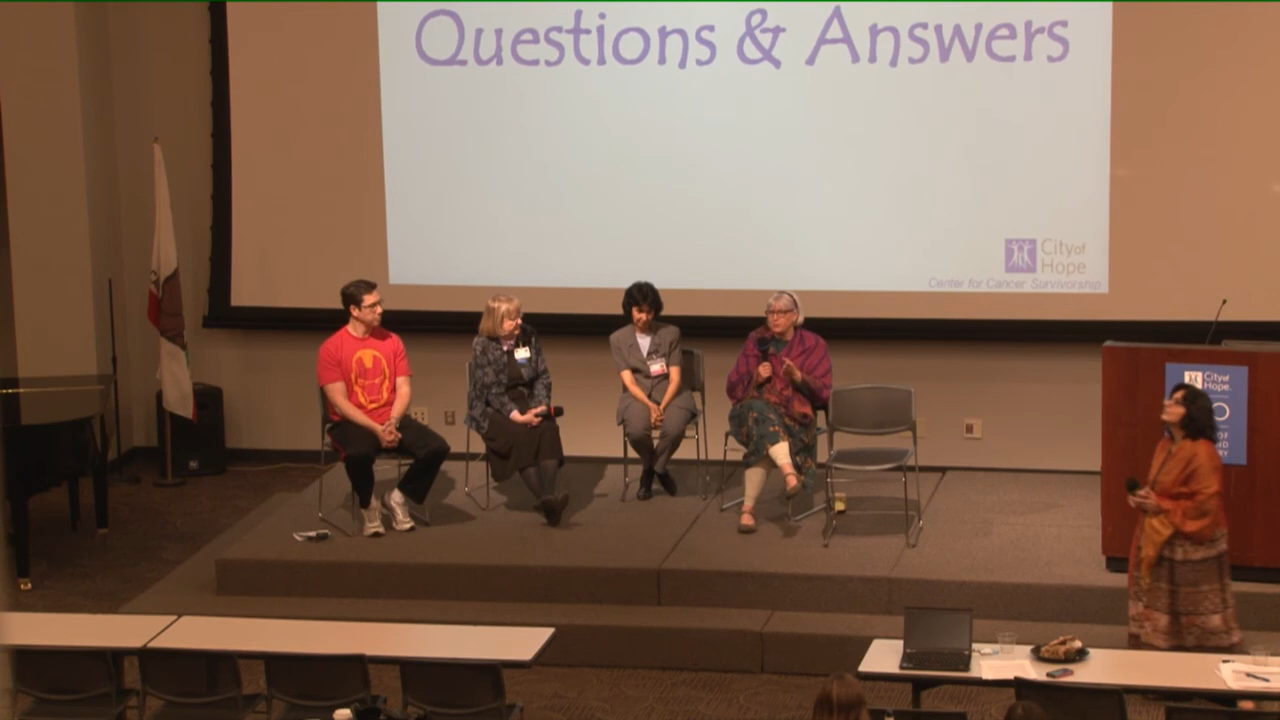 Questions & Answers
City of
Hope
Center for Cancer Survivorship
City of
Hope